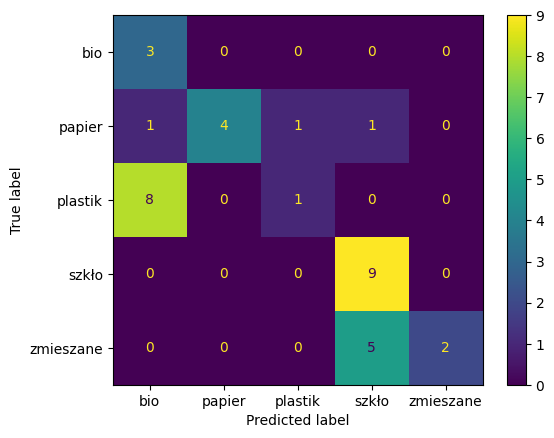 bio 3 0 0 0 0
papier 1 4 1 1 0
plastik 8 0 1 0 0
szkło 0 0 0 9 0
zmieszane 0 0 0 5 2
bio papier plastik szkło zmieszane
Predicted label
True label
9
8
7
6
5
4
3
2
1
0